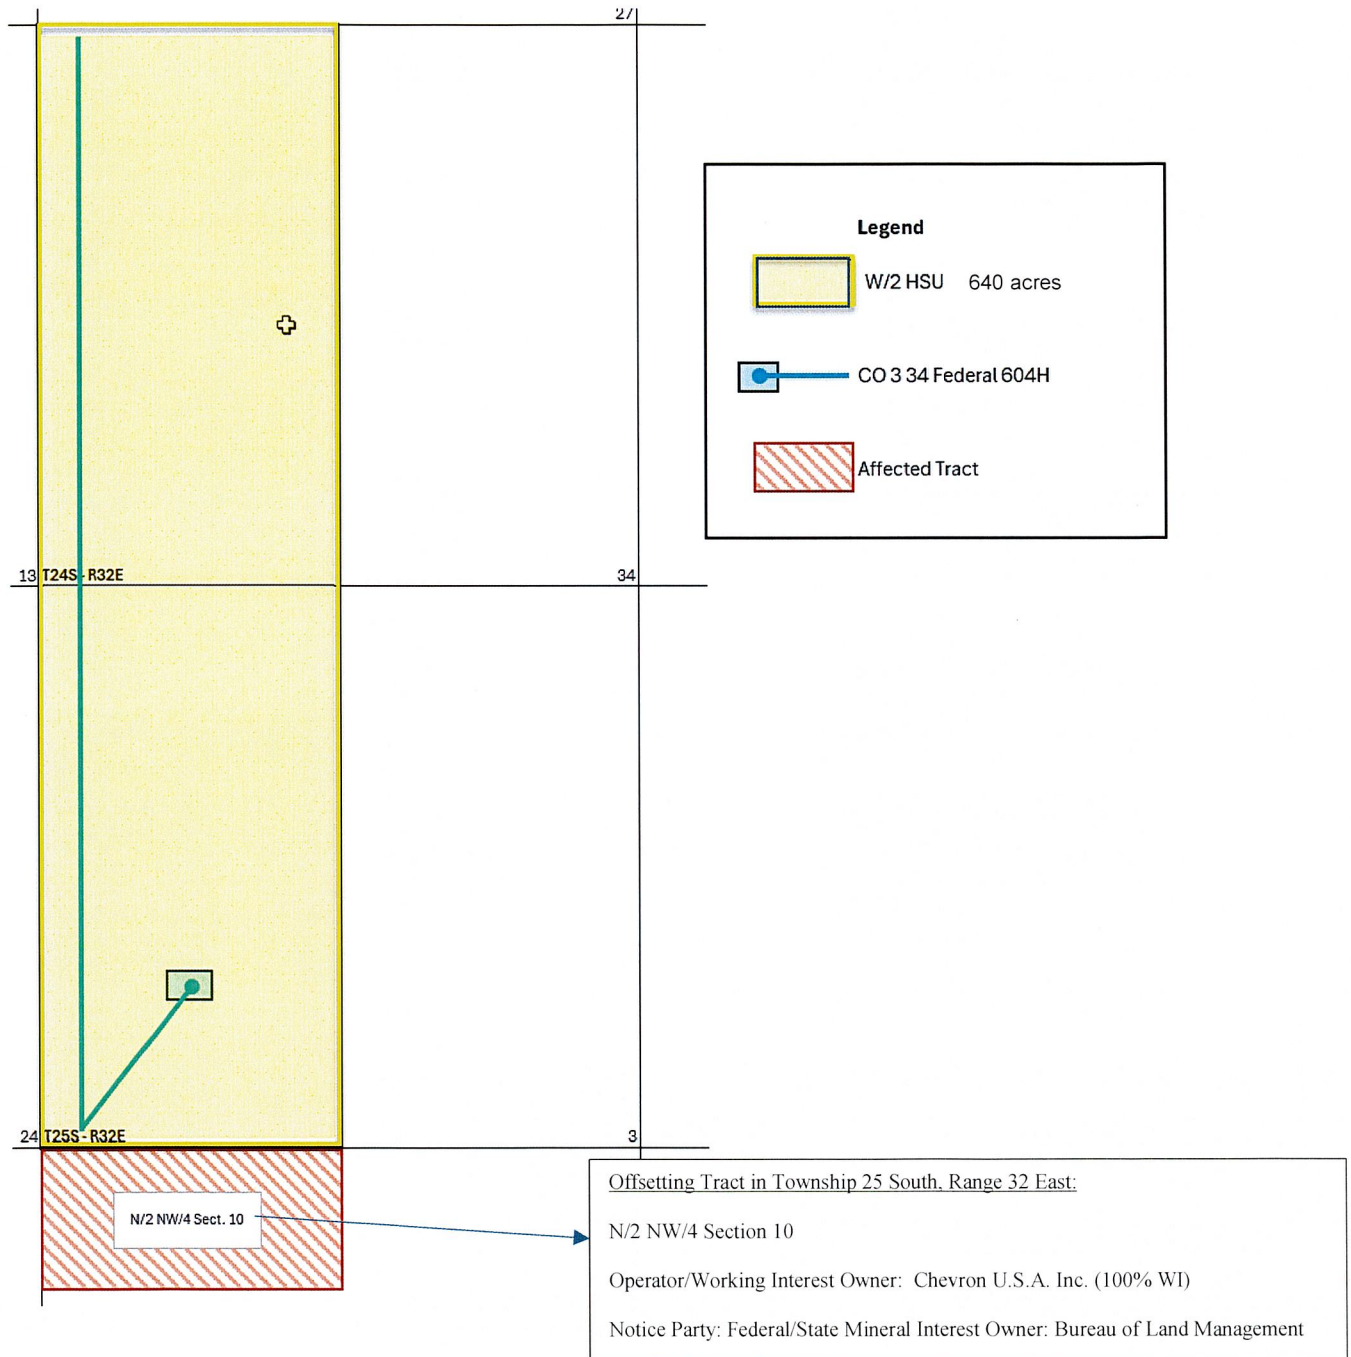 27
Legend
W/2 HSU 640 acres
CO 3 34 Federal 604H
Affected Tract
13 T24S - R32E 34
24 T25S - R32E 3
N/2 NW/4 Sect. 10
Offsetting Tract in Township 25 South, Range 32 East:
N/2 NW/4 Section 10
Operator/Working Interest Owner: Chevron U.S.A. Inc. (100% WI)
Notice Party: Federal/State Mineral Interest Owner: Bureau of Land Management